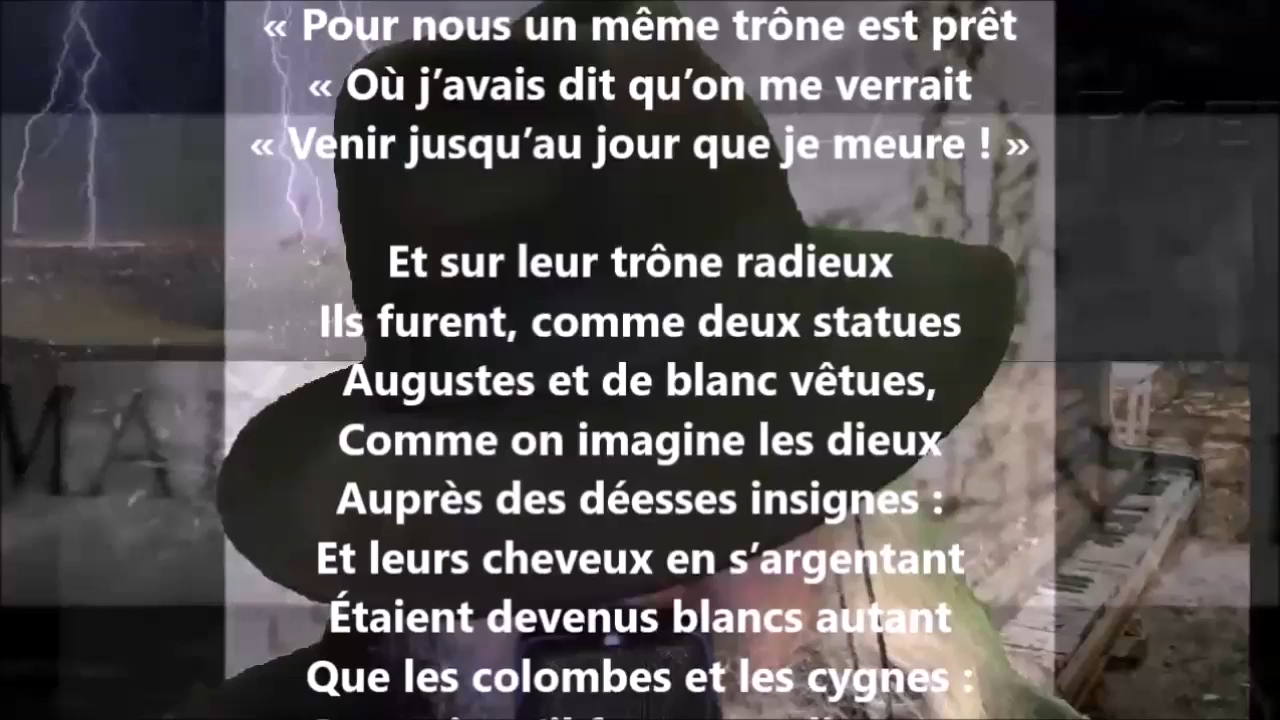 « Pour nous un même trône est prêt
« Où j’avais dit qu’on me verrait
« Venir jusqu’au jour que je meure ! »
Et sur leur trône radieux
Ils furent, comme deux statues
Augustes et de blanc vêtues,
Comme on imagine les dieux
Auprès des déesses insignes :
Et leurs cheveux en s’argentant
Étaient devenus blancs autant
Que les colombes et les cygnes :
MA